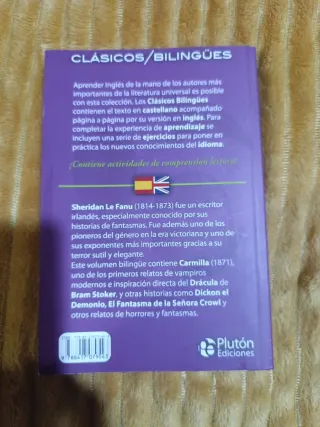 CLÁSICOS/BILINGÜES
Aprender inglés de la mano de los autores más
importantes de la literatura universal es posible
con esta colección. Los Clásicos Bilingües
contienen el texto en castellano acompañado
página a página por su versión en inglés. Para
completar la experiencia de aprendizaje se
incluyen una serie de ejercicios para poner en
práctica los nuevos conocimientos del idioma.
¡Contiene actividades de comprensión lectora!
Sheridan Le Fanu (1814-1873) fue un escritor
irlandés, especialmente conocido por sus
historias de fantasmas. Fue además uno de los
pioneros del género en la era victoriana y uno de
sus exponentes más importantes gracias a su
terror sutil y elegante.
Este volumen bilingüe contiene Carmilla (1871),
uno de los primeros relatos de vampiros
modernos e inspiración directa del Drácula de
Bram Stoker, y otras historias como Dickon el
Demonio, El Fantasma de la Señora Crowl y
otros relatos de horrores y fantasmas.
Plutón
Ediciones